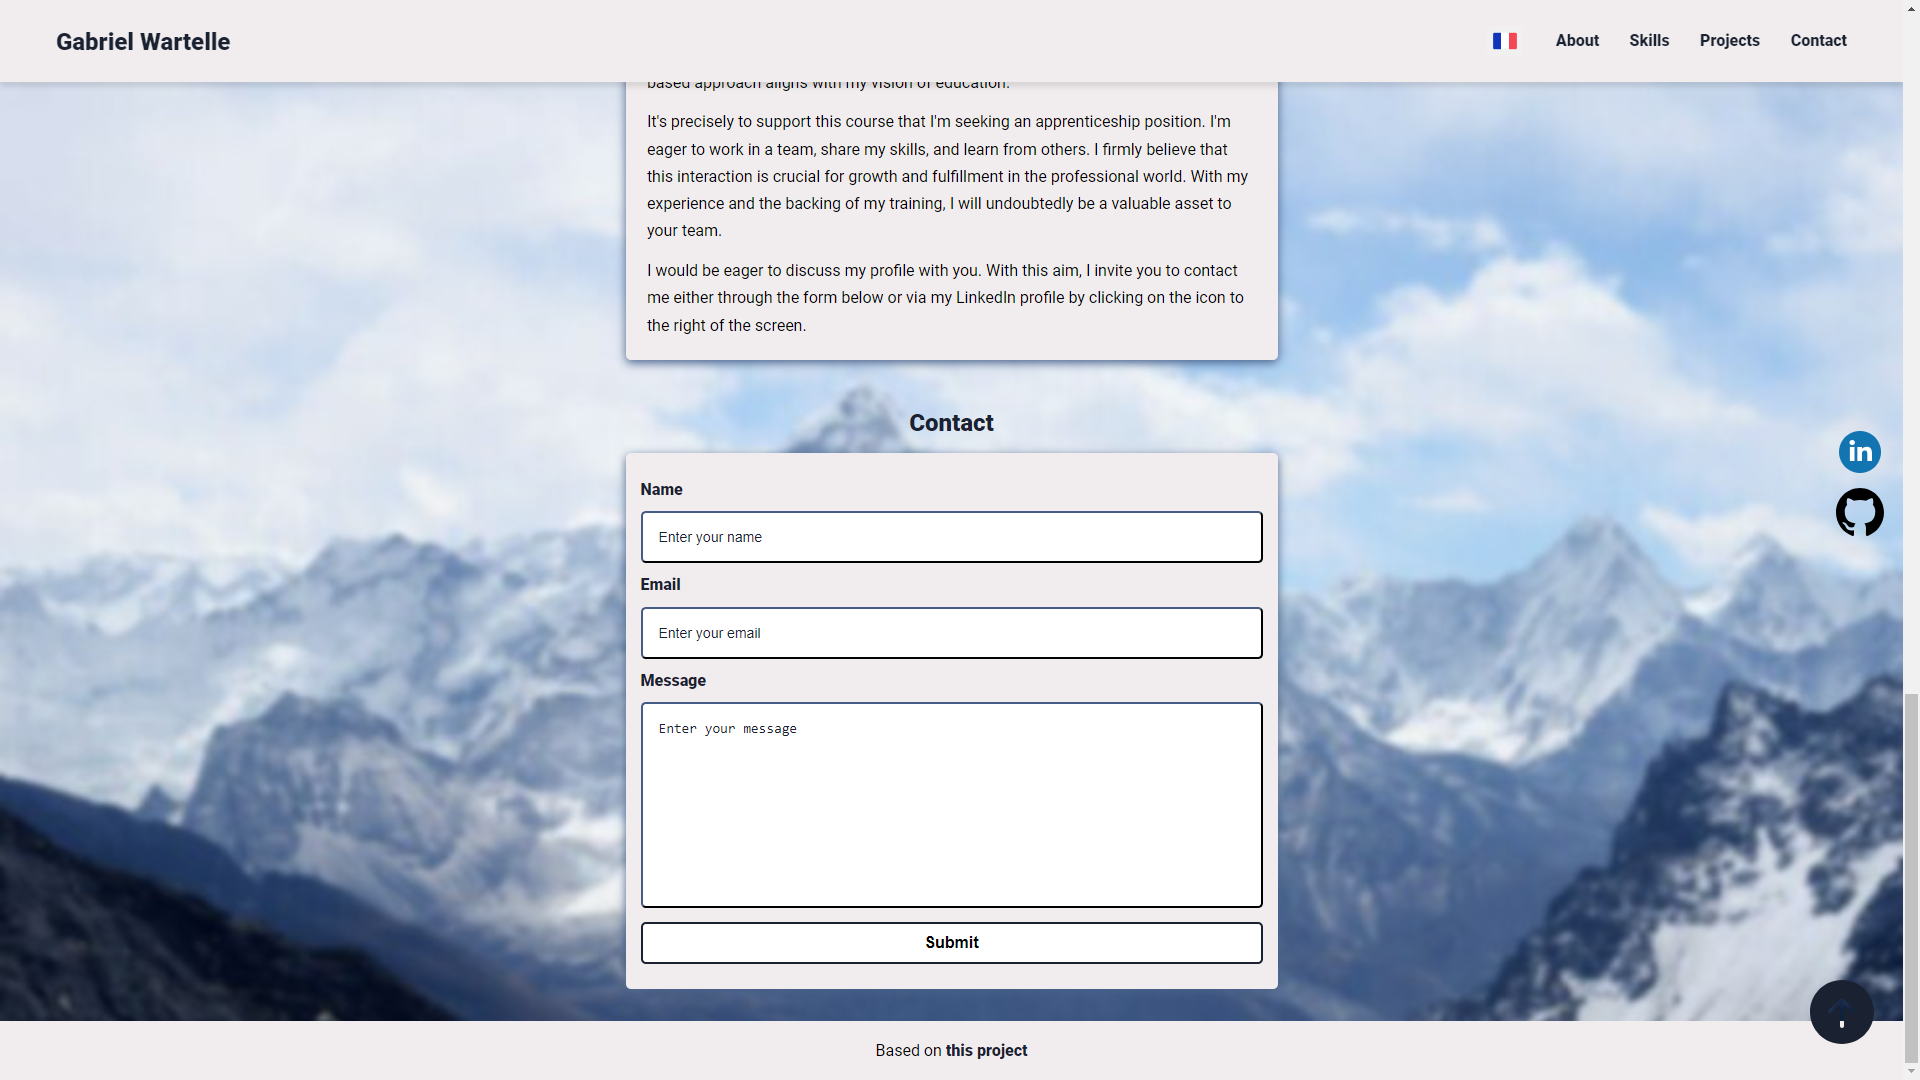 Gabriel Wartelle
About
Skills
Projects
Contact
based approach aligns with my vision of education.
It's precisely to support this course that I'm seeking an apprenticeship position. I'm
eager to work in a team, share my skills, and learn from others. I firmly believe that
this interaction is crucial for growth and fulfillment in the professional world. With my
experience and the backing of my training, I will undoubtedly be a valuable asset to
your team.
I would be eager to discuss my profile with you. With this aim, I invite you to contact
me either through the form below or via my LinkedIn profile by clicking on the icon to
the right of the screen.
Contact
in
Name
Enter your name
Email
Enter your email
Message
Enter your message
Submit
Based on this project